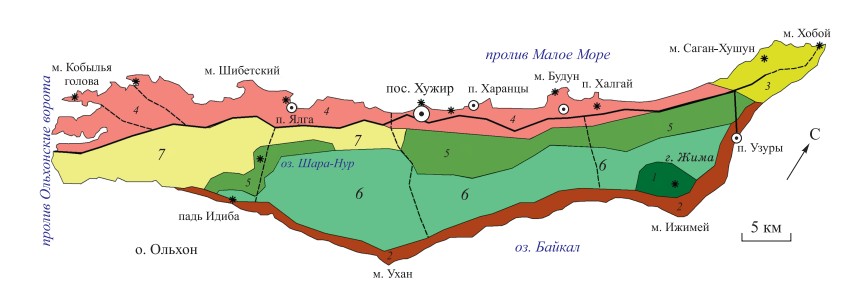 м. Хобой
м. Саган-Хушун
пролив Малое Море
м. Кобылья
голова
м. Шибетский
м. Будун
п. Харанцы
п. Халгай
пос. Хужир
3
4
4
4
п. Ялга
5
С
7
7
5
п. Узуры
г. Жима
оз. Шара-Нур
6
1
5
6
6
2
падь Идиба
м. Ижимей
5 км
пролив Ольхонские ворота
о. Ольхон
оз. Байкал
2
м. Ухан